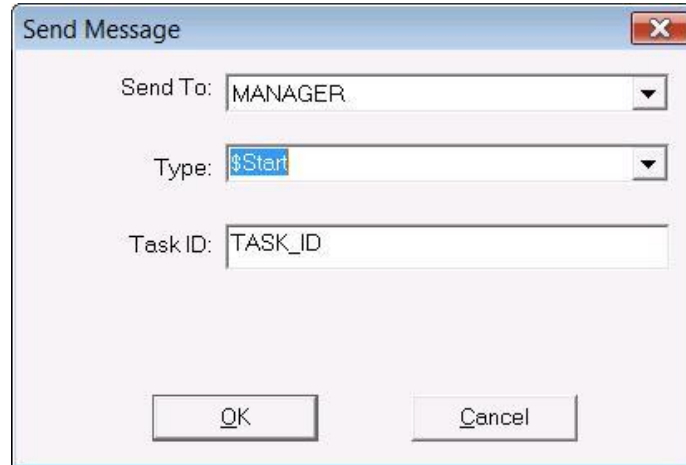 Send Message
Send To: MANAGER
Type: $Start
Task ID: TASK_ID
OK Cancel